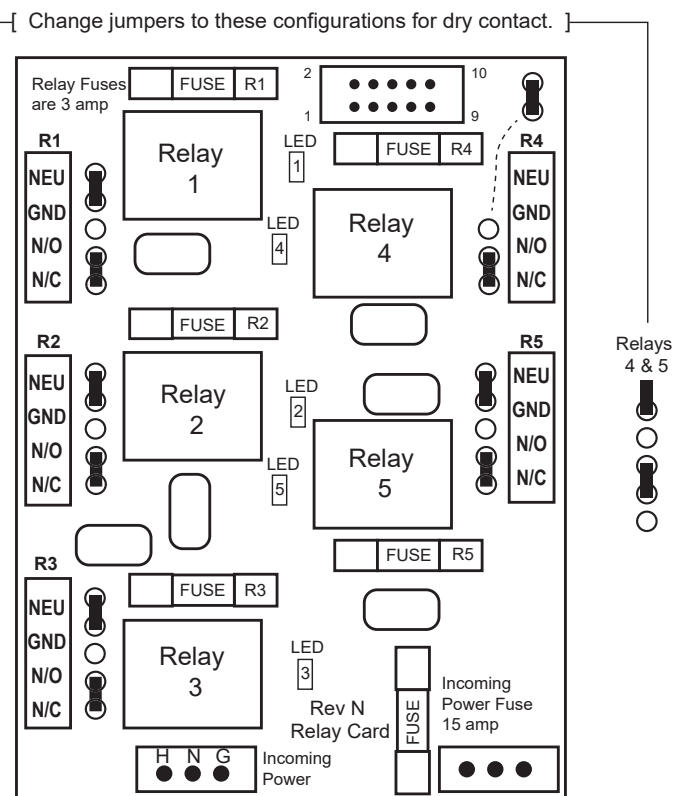 Change jumpers to these configurations for dry contact.
Relay Fuses
are 3 amp
FUSE R1
2
10
1
9
R1
NEU
GND
N/O
N/C
Relay
1
LED
1
FUSE R4
R4
NEU
GND
N/O
N/C
LED
4
Relay
4
FUSE R2
R2
NEU
GND
N/O
N/C
Relay
2
LED
2
R5
NEU
GND
N/O
N/C
Relays
4 & 5
LED
5
Relay
5
FUSE R5
R3
NEU
GND
N/O
N/C
FUSE R3
Relay
3
LED
3
Rev N
Relay Card
FUSE
Incoming
Power Fuse
15 amp
H N G
Incoming
Power